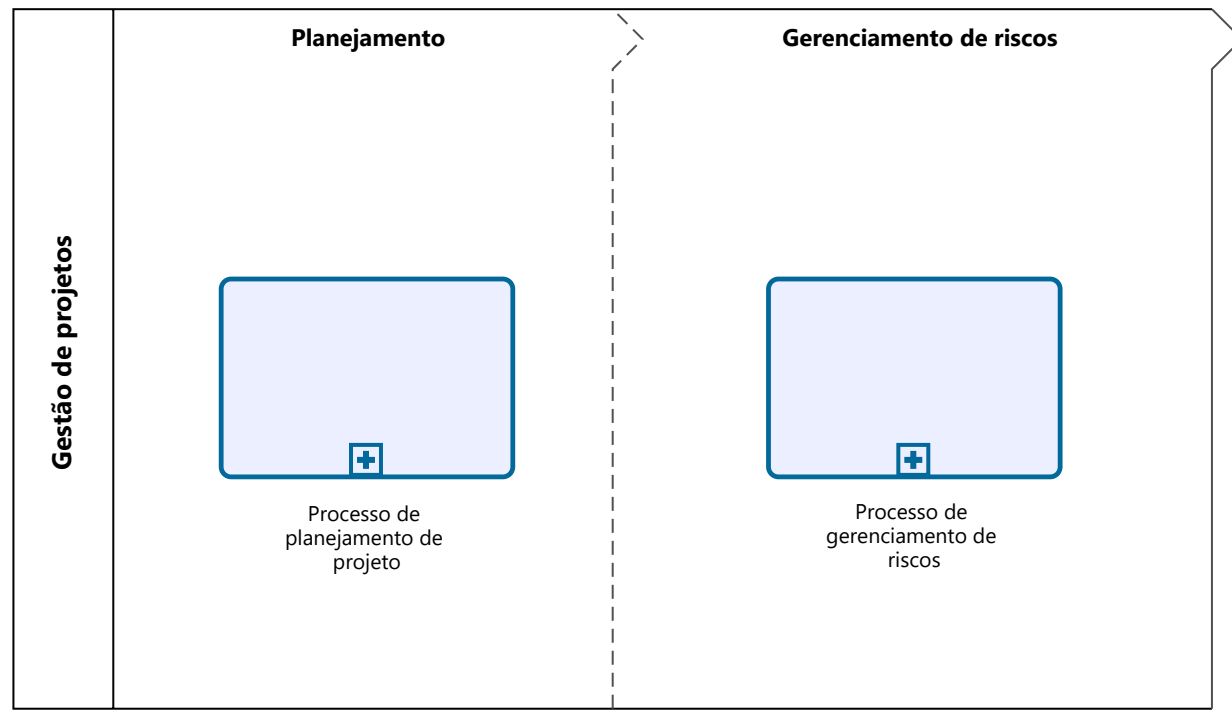 Planejamento
Gerenciamento de riscos
Gestão de projetos
Processo de
planejamento de
projeto
Processo de
gerenciamento de
riscos